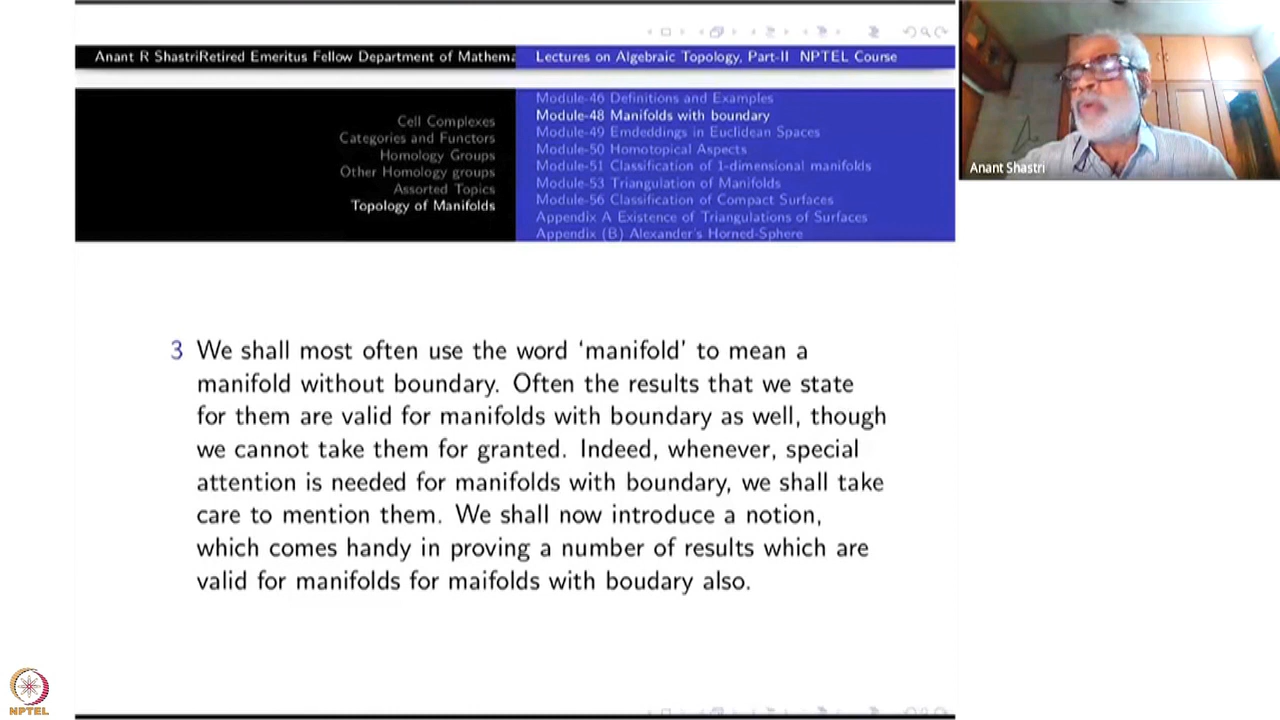 Anant R ShastriRetired Emeritus Fellow Department of Mathema
Lectures on Algebraic Topology, Part-II NPTEL Course
Cell Complexes
Categories and Functors
Homology Groups
Other Homology groups
Assorted Topics
Topology of Manifolds
Module-46 Definitions and Examples
Module-48 Manifolds with boundary
Module-49 Emdeddings in Euclidean Spaces
Module-50 Homotopical Aspects
Module-51 Classification of 1-dimensional manifolds
Module-53 Triangulation of Manifolds
Module-56 Classification of Compact Surfaces
Appendix A Existence of Triangulations of Surfaces
Appendix (B) Alexander's Horned-Sphere
Anant Shastri
3 We shall most often use the word ‘manifold’ to mean a
manifold without boundary. Often the results that we state
for them are valid for manifolds with boundary as well, though
we cannot take them for granted. Indeed, whenever, special
attention is needed for manifolds with boundary, we shall take
care to mention them. We shall now introduce a notion,
which comes handy in proving a number of results which are
valid for manifolds for maifolds with boudary also.
NPTEL